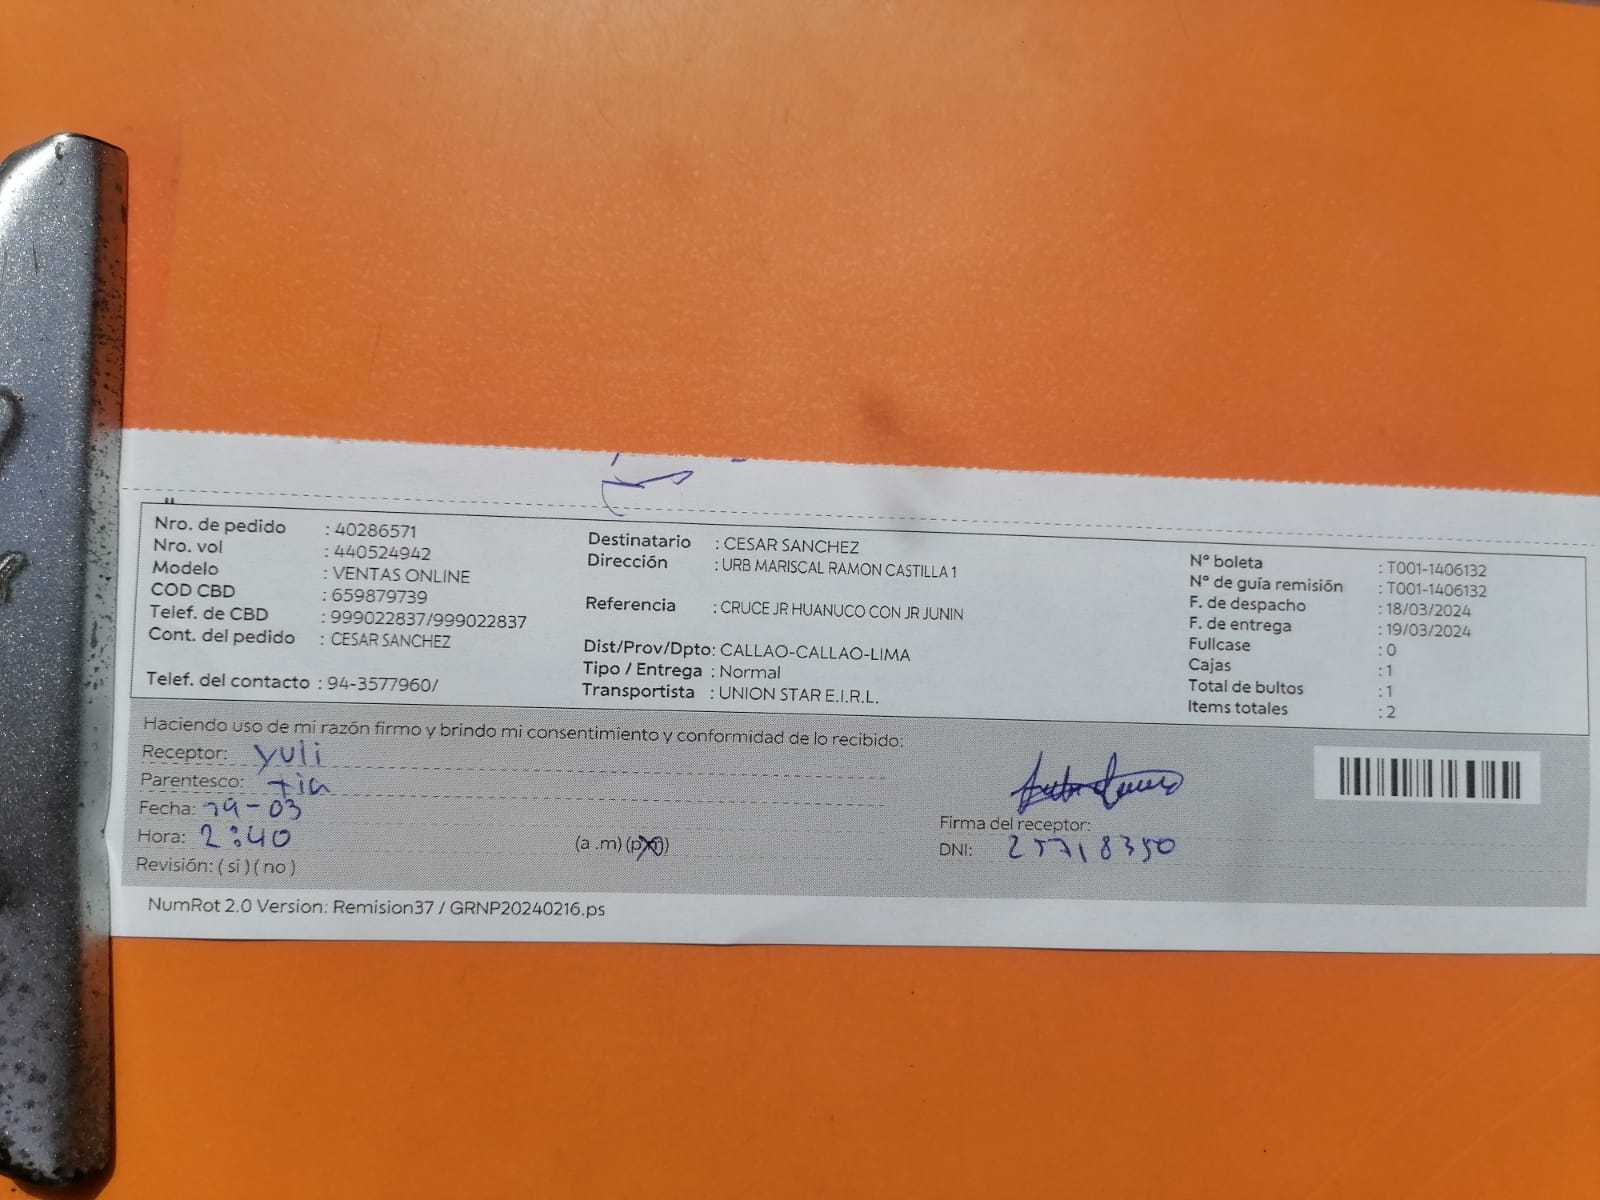 Nro. de pedido : 40286571
Nro. vol : 440524942
Modelo : VENTAS ONLINE
COD CBD : 659879739
Telef. de CBD : 999022837/999022837
Cont. del pedido : CESAR SANCHEZ
Telef. del contacto : 94-3577960/
Destinatario : CESAR SANCHEZ
Dirección : URB MARISCAL RAMON CASTILLA 1
Referencia : CRUCE JR HUANUCO CON JR JUNIN
Dist/Prov/Dpto: CALLAO-CALLAO-LIMA
Tipo / Entrega : Normal
Transportista : UNION STAR E.I.R.L.
N° boleta : T001-1406132
N° de guía remisión : T001-1406132
F. de despacho : 18/03/2024
F. de entrega : 19/03/2024
Fullcase : 0
Cajas : 1
Total de bultos : 1
Items totales : 2
Haciendo uso de mi razón firmo y brindo mi consentimiento y conformidad de lo recibido:
Receptor: yuli
Parentesco: tia
Fecha: 19-03
Hora: 2:40 (a .m) (p.m)
Revisión: ( si ) ( no )
Firma del receptor:
DNI: 25718350
NumRot 2.0 Version: Remision37 / GRNP20240216.ps